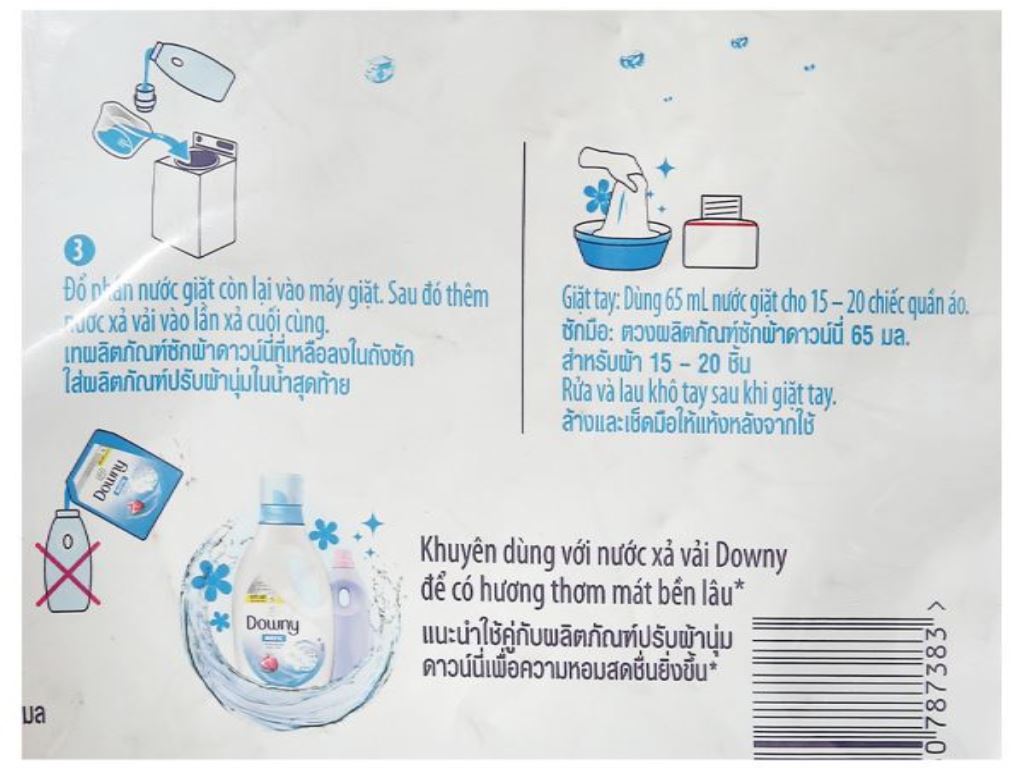 3
Đổ phần nước giặt còn lại vào máy giặt. Sau đó thêm
nước xả vải vào lần xả cuối cùng.
เทผลิตภัณฑ์ซักผ้าดาวน์นี่ที่เหลือลงในถังซัก
ใส่ผลิตภัณฑ์ปรับผ้านุ่มในน้ำสุดท้าย
Giặt tay: Dùng 65 mL nước giặt cho 15 – 20 chiếc quần áo.
ซักมือ: ตวงผลิตภัณฑ์ซักผ้าดาวน์นี่ 65 มล.
สำหรับผ้า 15 – 20 ชิ้น
Rửa và lau khô tay sau khi giặt tay.
ล้างและเช็ดมือให้แห้งหลังจากใช้
Downy
Downy
Khuyên dùng với nước xả vải Downy
để có hương thơm mát bền lâu*
แนะนำใช้คู่กับผลิตภัณฑ์ปรับผ้านุ่ม
ดาวน์นี่เพื่อความหอมสดชื่นยิ่งขึ้น*
มล
0787383 >